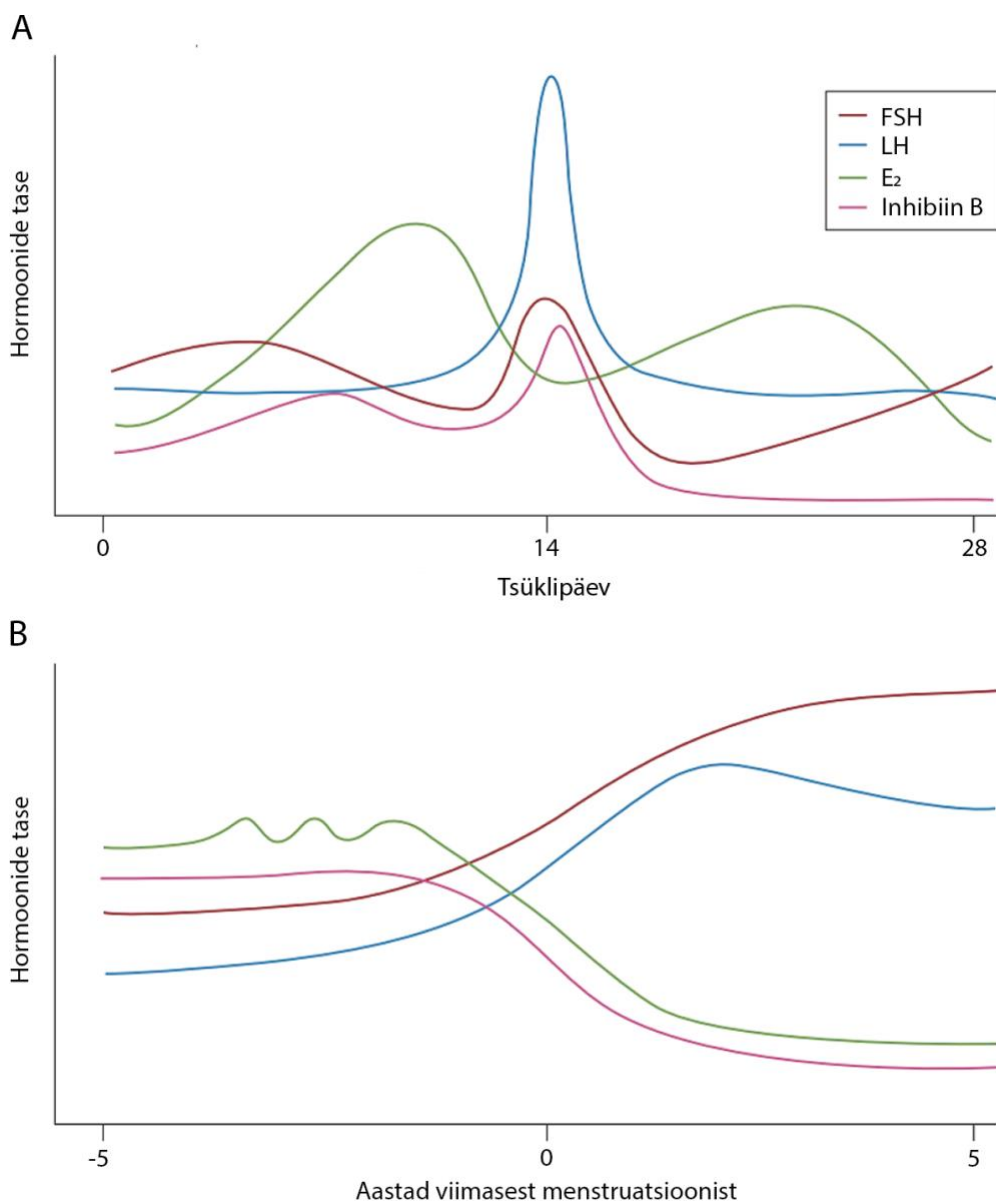 A
Hormoonide tase
FSH
LH
E₂
Inhibiin B
0
14
28
Tsüklipäev
B
Hormoonide tase
-5
0
5
Aastad viimasest menstruatsioonist